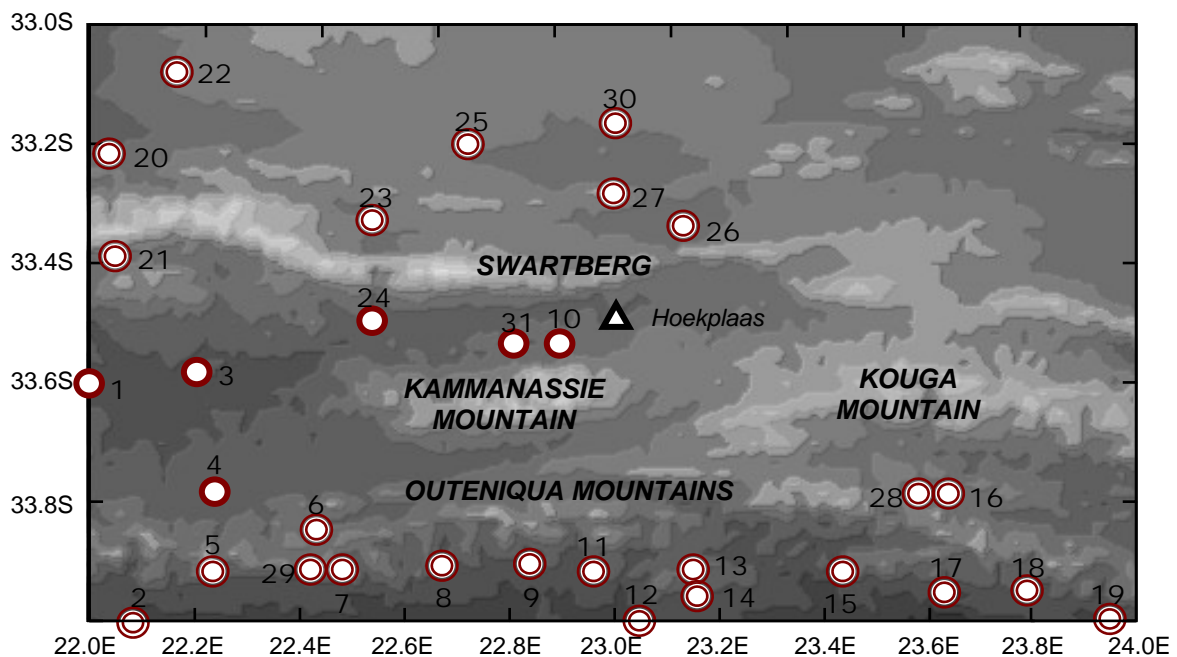 33.0S
22
30
25
33.2S
20
23
27
26
21
33.4S
SWARTBERG
24
31 10
Hoekplaas
3
33.6S
1
KAMMANASSIE
MOUNTAIN
KOUGA
MOUNTAIN
4
OUTENIQUA MOUNTAINS
28 16
33.8S
6
5
29
7
8
9
11
13
14
15
17
18
2
12
19
22.0E 22.2E 22.4E 22.6E 22.8E 23.0E 23.2E 23.4E 23.6E 23.8E 24.0E